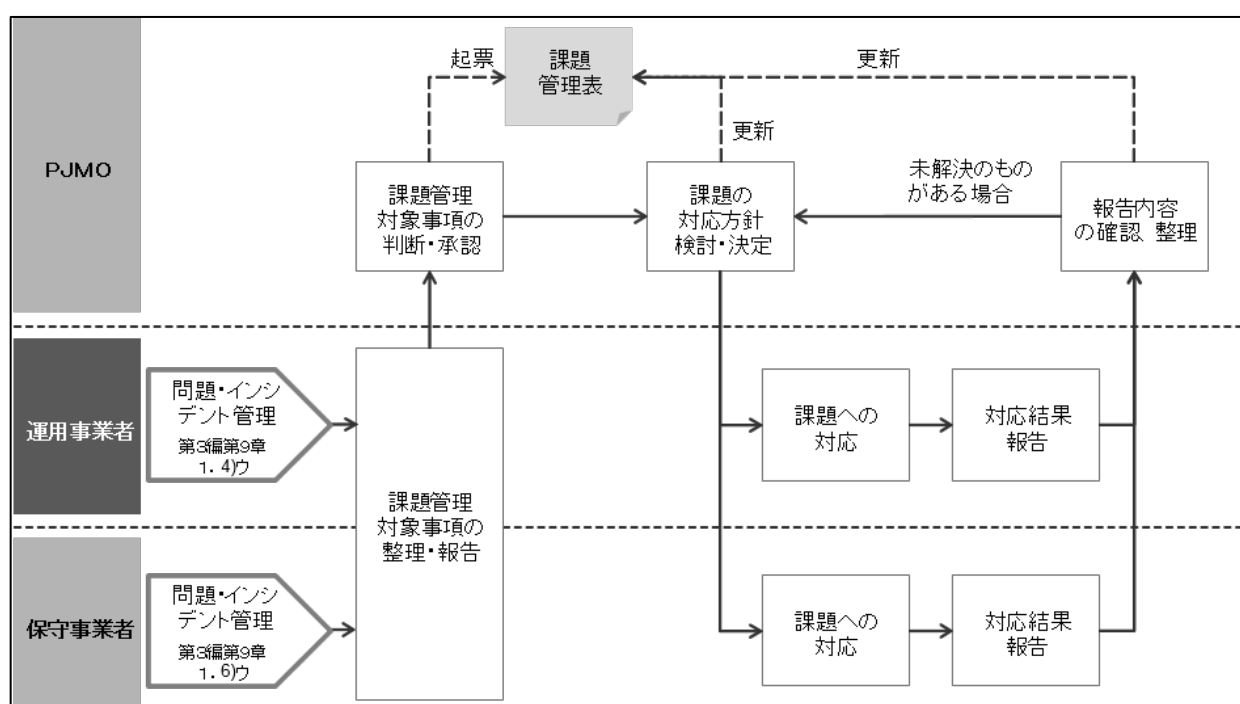 起票
課題
管理表
更新
更新
PJMO
課題管理
対象事項の
判断・承認
課題の
対応方針
検討・決定
未解決のもの
がある場合
報告内容
の確認、整理
運用事業者
問題・インシ
デント管理
第3編第9章
1. 4)ウ
課題管理
対象事項の
整理・報告
課題への
対応
対応結果
報告
保守事業者
問題・インシ
デント管理
第3編第9章
1. 6)ウ
課題への
対応
対応結果
報告